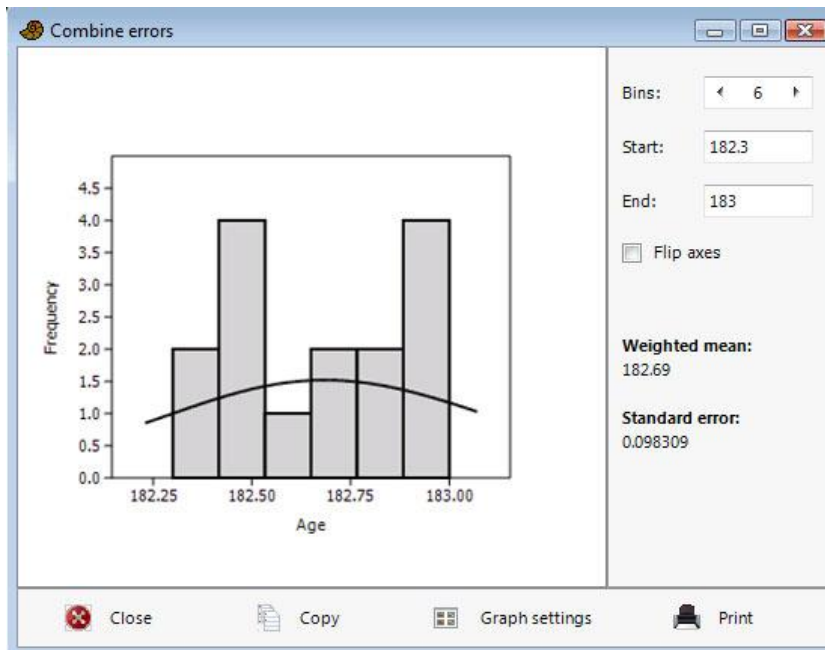 Combine errors
Bins:
6
Start:
182.3
End:
183
Flip axes
4.5
4.0
3.5
3.0
2.5
2.0
1.5
1.0
0.5
0.0
Frequency
182.25
182.50
182.75
183.00
Age
Weighted mean:
182.69
Standard error:
0.098309
Close
Copy
Graph settings
Print